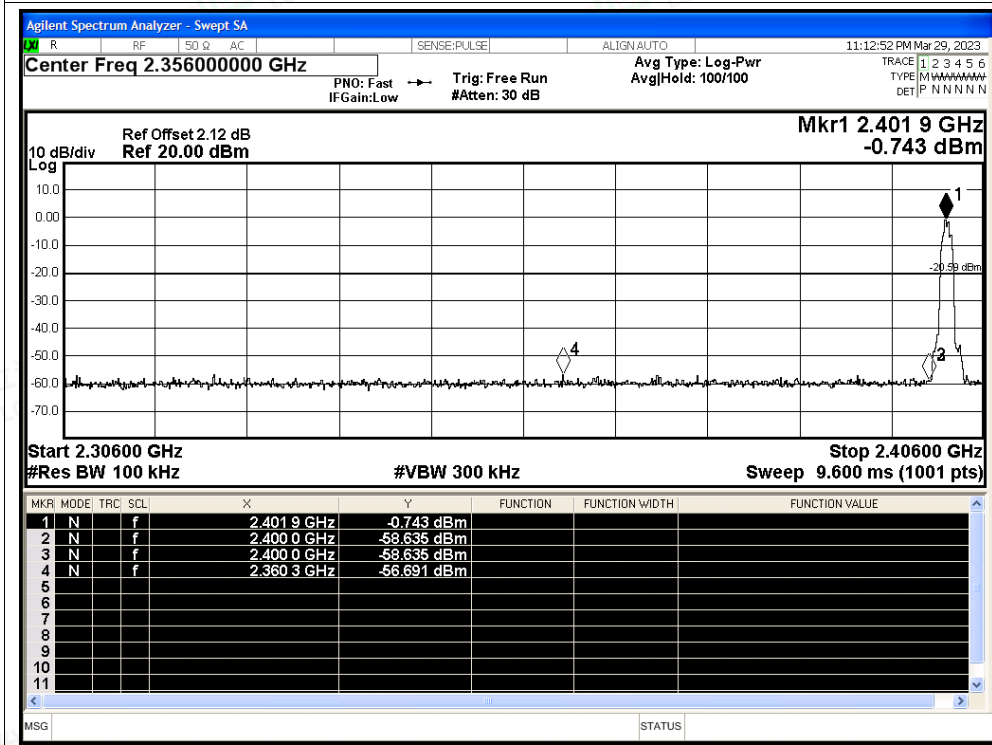 Agilent Spectrum Analyzer - Swept SA
LXI R RF 50 Ω AC SENSE:PULSE ALIGN AUTO 11:12:52 PM Mar 29, 2023
Center Freq 2.356000000 GHz
PNO: Fast
IFGain:Low
Trig: Free Run
#Atten: 30 dB
Avg Type: Log-Pwr
Avg|Hold: 100/100
TRACE 1 2 3 4 5 6
TYPE M
DET P N N N N N
Mkr1 2.401 9 GHz
-0.743 dBm
Ref Offset 2.12 dB
10 dB/div Ref 20.00 dBm
Log
10.0
0.00
-10.0
-20.0
-30.0
-40.0
-50.0
-60.0
-70.0
1
-20.59 dBm
4
Start 2.30600 GHz Stop 2.40600 GHz
#Res BW 100 kHz #VBW 300 kHz Sweep 9.600 ms (1001 pts)
MKR MODE TRC SCL X Y FUNCTION FUNCTION WIDTH FUNCTION VALUE
1 N f 2.401 9 GHz -0.743 dBm
2 N f 2.400 0 GHz -58.635 dBm
3 N f 2.400 0 GHz -58.635 dBm
4 N f 2.360 3 GHz -56.691 dBm
5
6
7
8
9
10
11
MSG STATUS